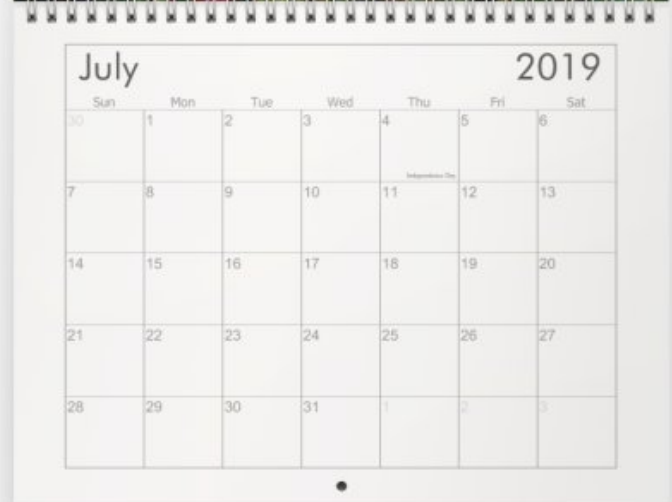 July 2019
Sun Mon Tue Wed Thu Fri Sat
30 1 2 3 4 5 6
Independence Day
7 8 9 10 11 12 13
14 15 16 17 18 19 20
21 22 23 24 25 26 27
28 29 30 31 1 2 3